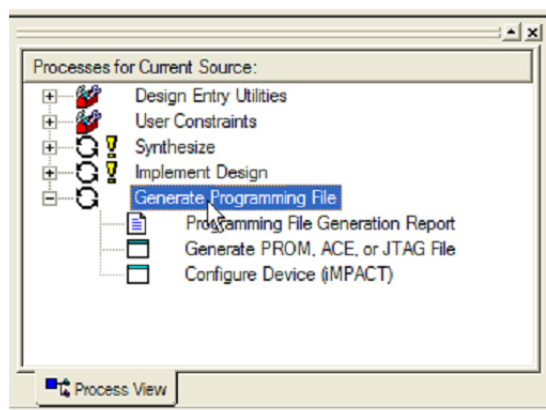 Processes for Current Source:
Design Entry Utilities
User Constraints
Synthesize
Implement Design
Generate Programming File
Programming File Generation Report
Generate PROM, ACE, or JTAG File
Configure Device (iMPACT)
Process View